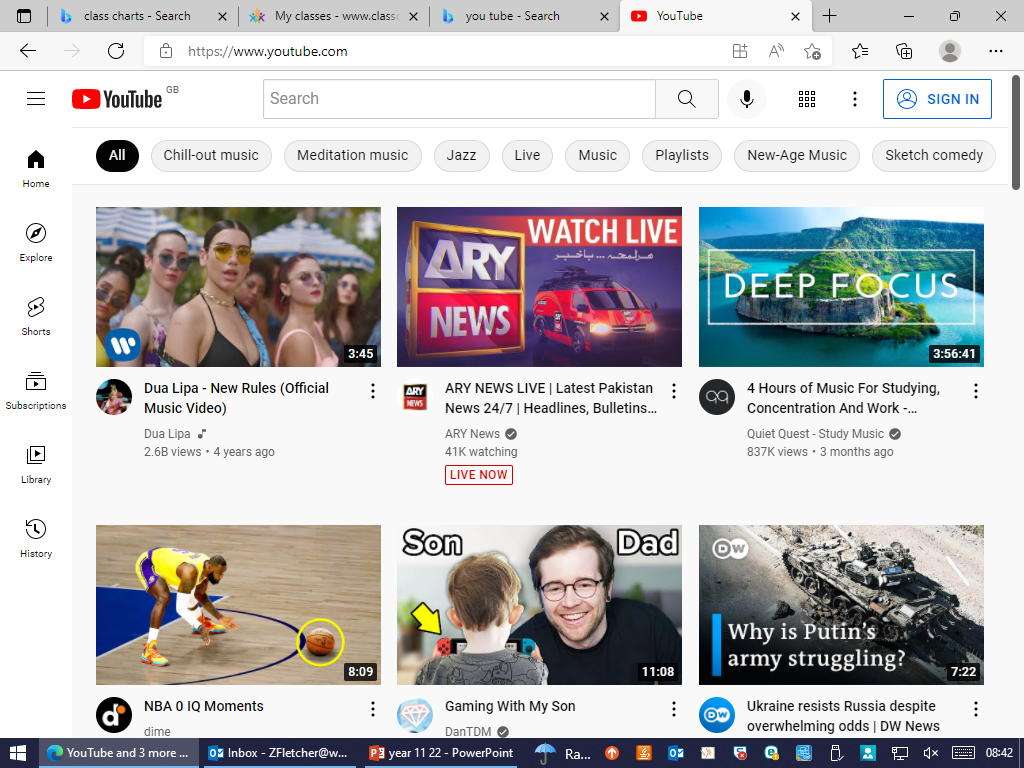 class charts - Search
My classes - www.classc
you tube - Search
YouTube
https://www.youtube.com
YouTube GB
Search
SIGN IN
All
Chill-out music
Meditation music
Jazz
Live
Music
Playlists
New-Age Music
Sketch comedy
Home
Explore
Shorts
Subscriptions
Library
History
3:45
Dua Lipa - New Rules (Official
Music Video)
Dua Lipa
2.6B views • 4 years ago
WATCH LIVE
ہر لمحہ ... باخبر
ARY
NEWS
ARY
NEWS
ARY NEWS LIVE | Latest Pakistan
News 24/7 | Headlines, Bulletins...
ARY News
41K watching
LIVE NOW
DEEP FOCUS
3:56:41
4 Hours of Music For Studying,
Concentration And Work -...
Quiet Quest - Study Music
837K views • 3 months ago
8:09
NBA 0 IQ Moments
dime
Son
Dad
11:08
Gaming With My Son
DanTDM
DW
Why is Putin's
army struggling?
7:22
DW
Ukraine resists Russia despite
overwhelming odds | DW News
YouTube and 3 more ...
Inbox - ZFletcher@w...
year 11 22 - PowerPoint
Ra...
08:42